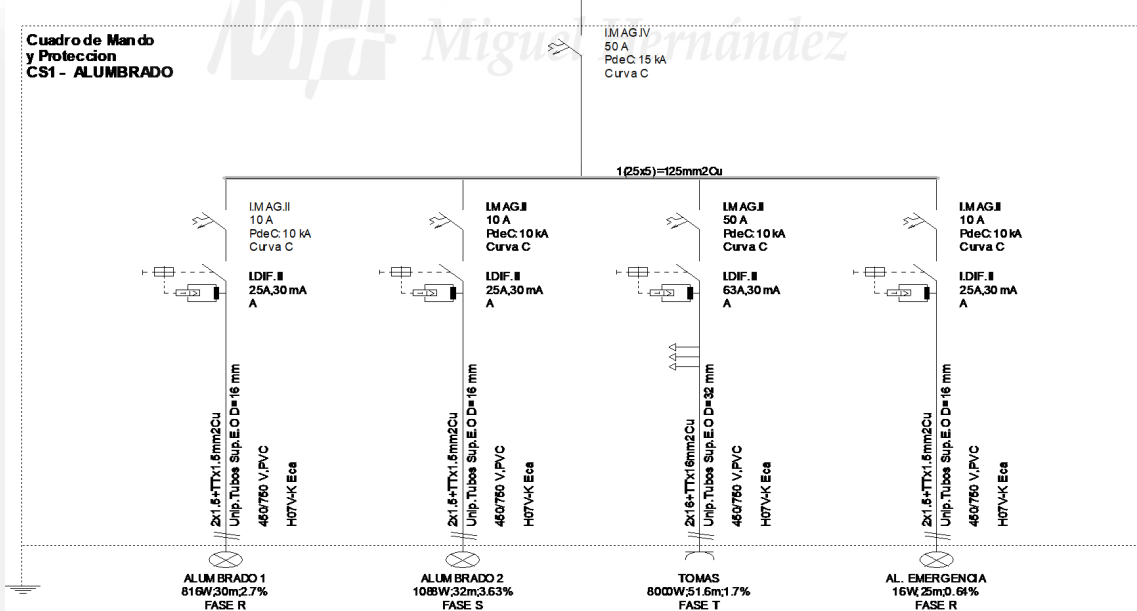 Miguel Hernández
Cuadro de Mando
y Proteccion
CS1 - ALUMBRADO
I.MAG.IV
50 A
PdeC: 15 kA
Curva C
1(25x5)=125mm2Cu
I.MAG.II
10 A
PdeC: 10 kA
Curva C
I.DIF.II
25A,30 mA
A
2x1.5+TTx1.5mm2Cu
Unip.Tubos Sup.E.O D=16 mm
450/750 V,PVC
H07V-K Eca
ALUMBRADO 1
816W;30m;2.7%
FASE R
I.MAG.II
10 A
PdeC: 10 kA
Curva C
I.DIF.II
25A,30 mA
A
2x1.5+TTx1.5mm2Cu
Unip.Tubos Sup.E.O D=16 mm
450/750 V,PVC
H07V-K Eca
ALUMBRADO 2
1088W;32m;3.63%
FASE S
I.MAG.II
50 A
PdeC: 10 kA
Curva C
I.DIF.II
63A,30 mA
A
2x16+TTx16mm2Cu
Unip.Tubos Sup.E.O D=32 mm
450/750 V,PVC
H07V-K Eca
TOMAS
8000W;51.6m;1.7%
FASE T
I.MAG.II
10 A
PdeC: 10 kA
Curva C
I.DIF.II
25A,30 mA
A
2x1.5+TTx1.5mm2Cu
Unip.Tubos Sup.E.O D=16 mm
450/750 V,PVC
H07V-K Eca
AL. EMERGENCIA
16W;25m;0.64%
FASE R